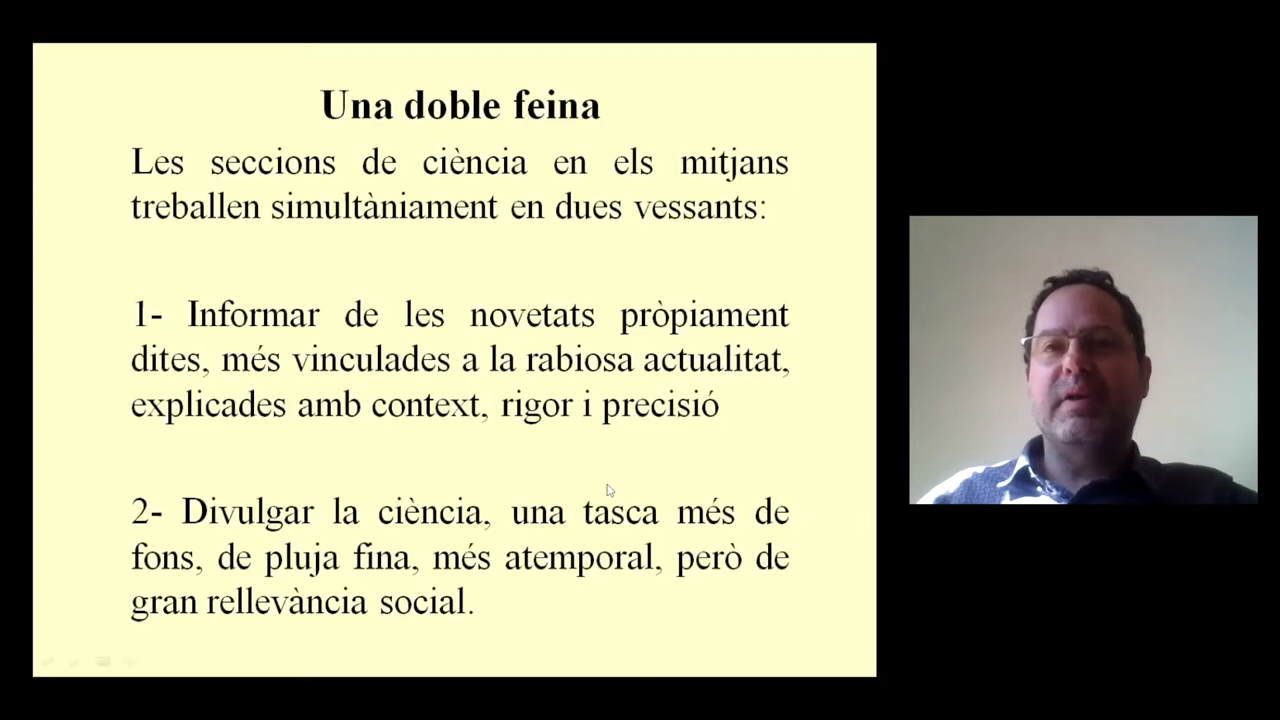 Una doble feina
Les seccions de ciència en els mitjans
treballen simultàniament en dues vessants:
1- Informar de les novetats pròpiament
dites, més vinculades a la rabiosa actualitat,
explicades amb context, rigor i precisió
2- Divulgar la ciència, una tasca més de
fons, de pluja fina, més atemporal, però de
gran rellevància social.